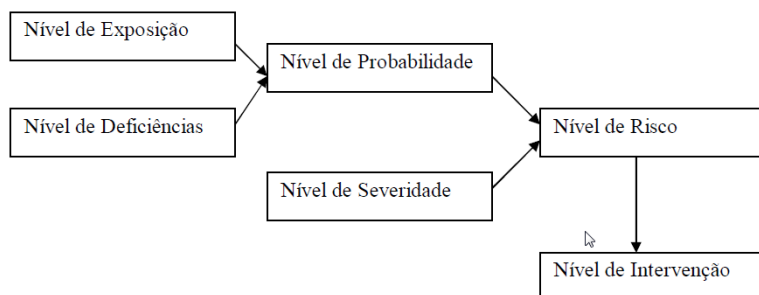 Nível de Exposição
Nível de Probabilidade
Nível de Deficiências
Nível de Risco
Nível de Severidade
Nível de Intervenção